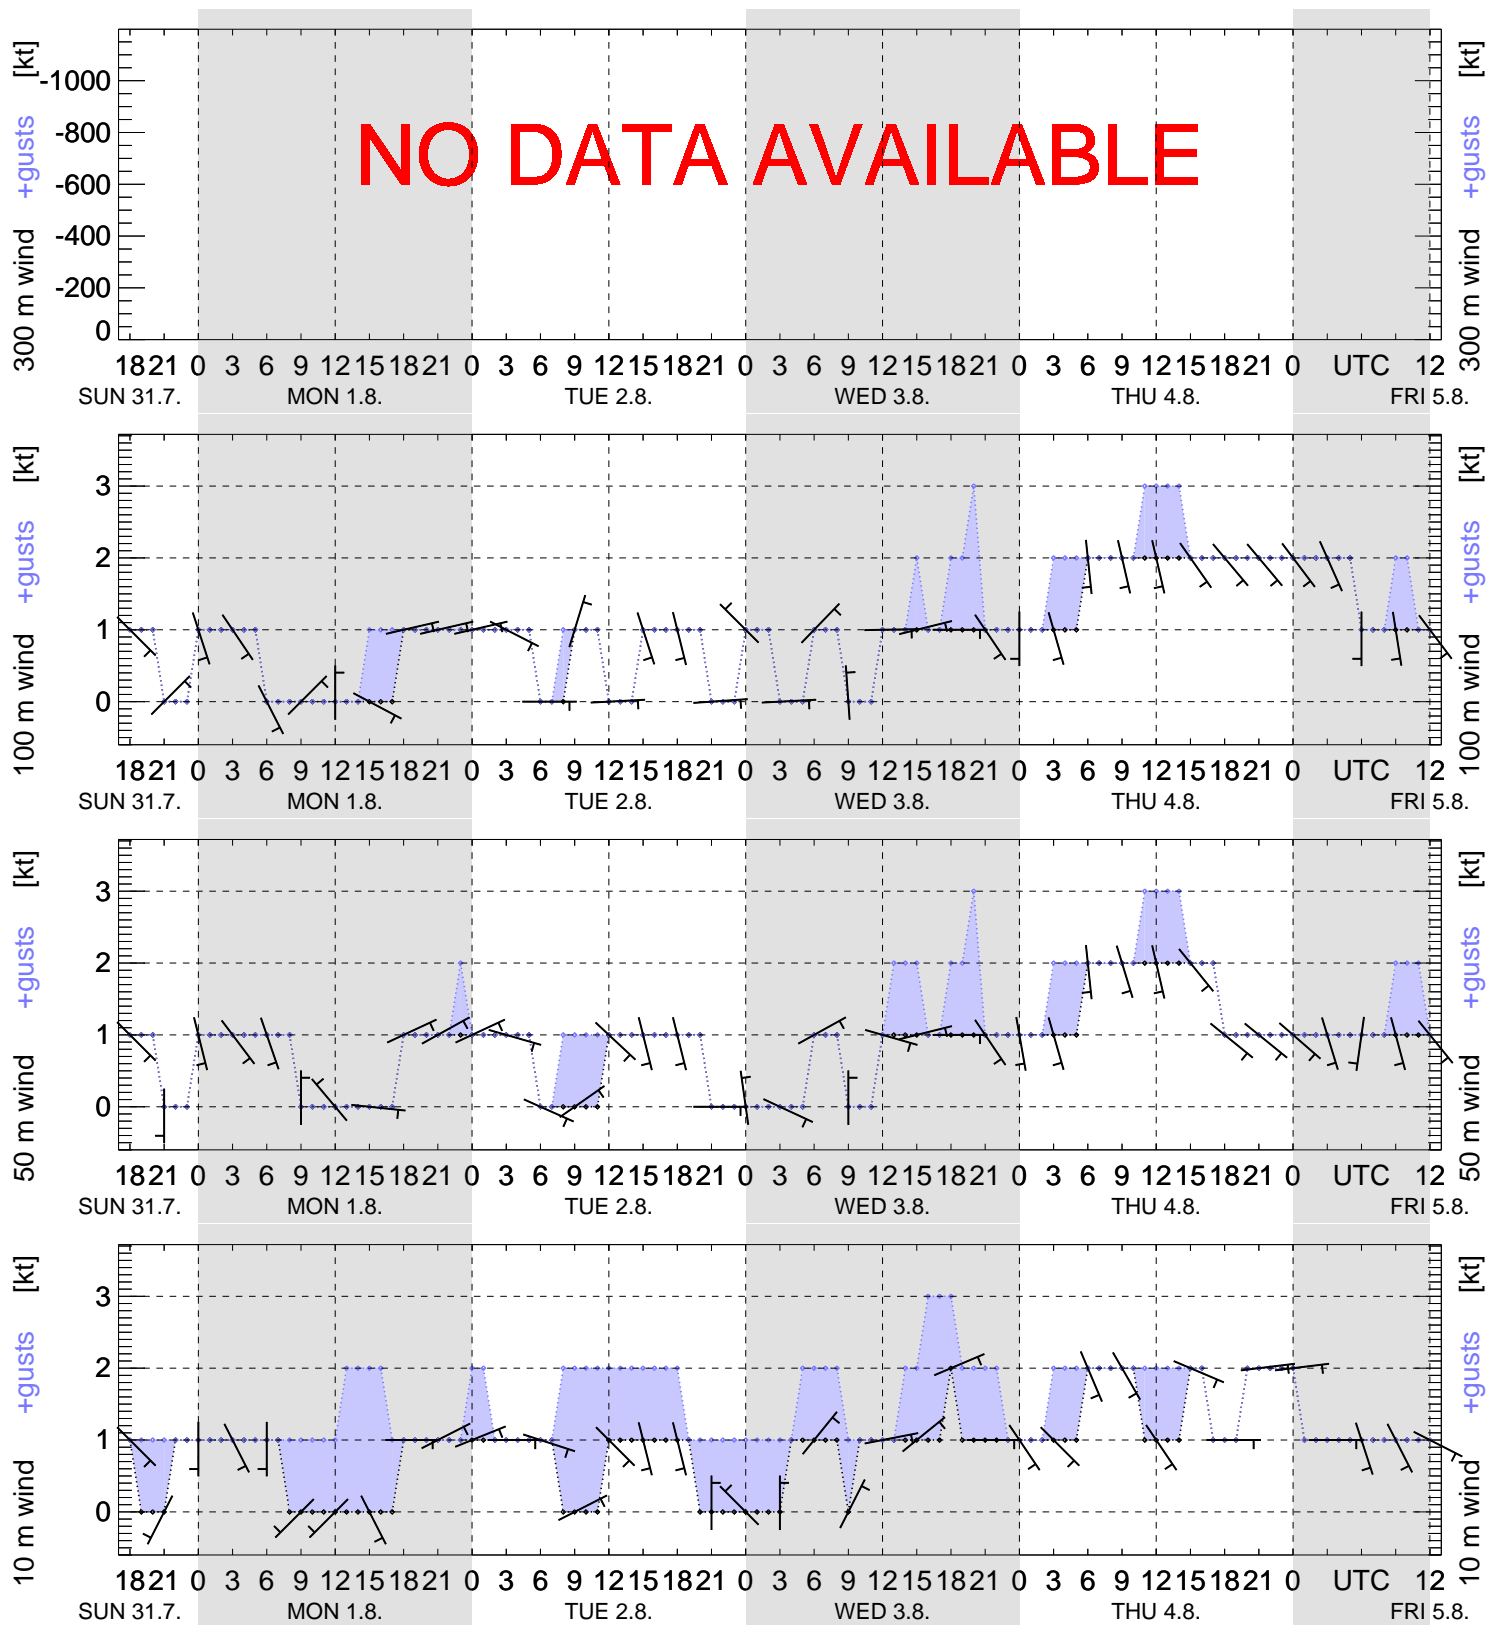 300 m wind +gusts [kt]
-1000
-800
-600
-400
-200
0
NO DATA AVAILABLE
300 m wind +gusts [kt]
18 21 0 3 6 9 12 15 18 21 0 3 6 9 12 15 18 21 0 3 6 9 12 15 18 21 0 3 6 9 12 15 18 21 0 UTC 12
SUN 31.7. MON 1.8. TUE 2.8. WED 3.8. THU 4.8. FRI 5.8.
100 m wind +gusts [kt]
3
2
1
0
100 m wind +gusts [kt]
18 21 0 3 6 9 12 15 18 21 0 3 6 9 12 15 18 21 0 3 6 9 12 15 18 21 0 3 6 9 12 15 18 21 0 UTC 12
SUN 31.7. MON 1.8. TUE 2.8. WED 3.8. THU 4.8. FRI 5.8.
50 m wind +gusts [kt]
3
2
1
0
50 m wind +gusts [kt]
18 21 0 3 6 9 12 15 18 21 0 3 6 9 12 15 18 21 0 3 6 9 12 15 18 21 0 3 6 9 12 15 18 21 0 UTC 12
SUN 31.7. MON 1.8. TUE 2.8. WED 3.8. THU 4.8. FRI 5.8.
10 m wind +gusts [kt]
3
2
1
0
10 m wind +gusts [kt]
18 21 0 3 6 9 12 15 18 21 0 3 6 9 12 15 18 21 0 3 6 9 12 15 18 21 0 3 6 9 12 15 18 21 0 UTC 12
SUN 31.7. MON 1.8. TUE 2.8. WED 3.8. THU 4.8. FRI 5.8.